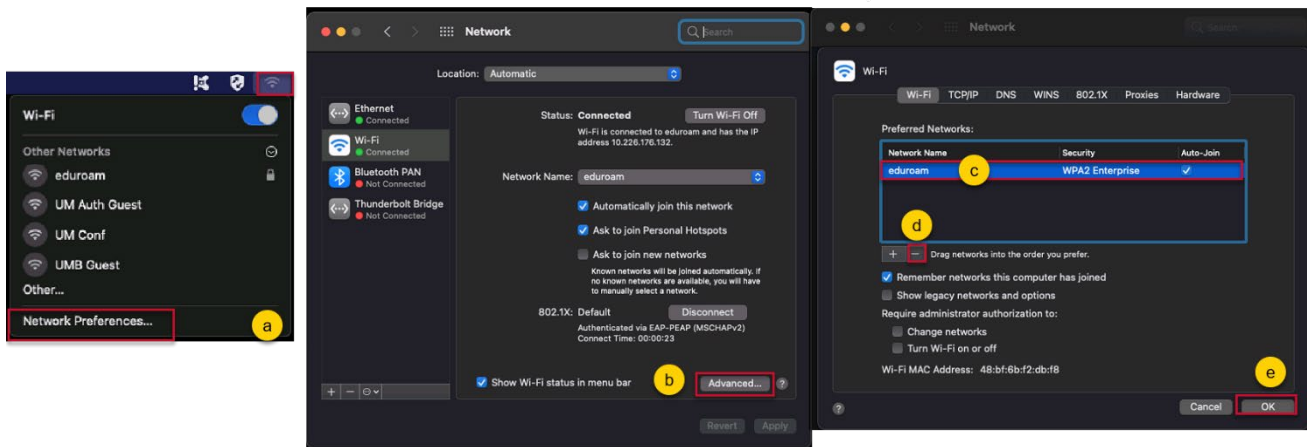 Wi-Fi
Other Networks
eduroam
UM Auth Guest
UM Conf
UMB Guest
Other...
Network Preferences...
a
Network
Search
Location: Automatic
Ethernet
Connected
Wi-Fi
Connected
Bluetooth PAN
Not Connected
Thunderbolt Bridge
Not Connected
Status: Connected
Turn Wi-Fi Off
Wi-Fi is connected to eduroam and has the IP
address 10.226.176.132.
Network Name: eduroam
Automatically join this network
Ask to join Personal Hotspots
Ask to join new networks
Known networks will be joined automatically. If
no known networks are available, you will have
to manually select a network.
802.1X: Default
Disconnect
Authenticated via EAP-PEAP (MSCHAPv2)
Connect Time: 00:00:23
+ −
Show Wi-Fi status in menu bar
b
Advanced... ?
Revert Apply
Network
Search
Wi-Fi
Wi-Fi TCP/IP DNS WINS 802.1X Proxies Hardware
Preferred Networks:
Network Name Security Auto-Join
eduroam c WPA2 Enterprise
d
+ − Drag networks into the order you prefer.
Remember networks this computer has joined
Show legacy networks and options
Require administrator authorization to:
Change networks
Turn Wi-Fi on or off
Wi-Fi MAC Address: 48:bf:6b:f2:db:f8
e
? Cancel OK